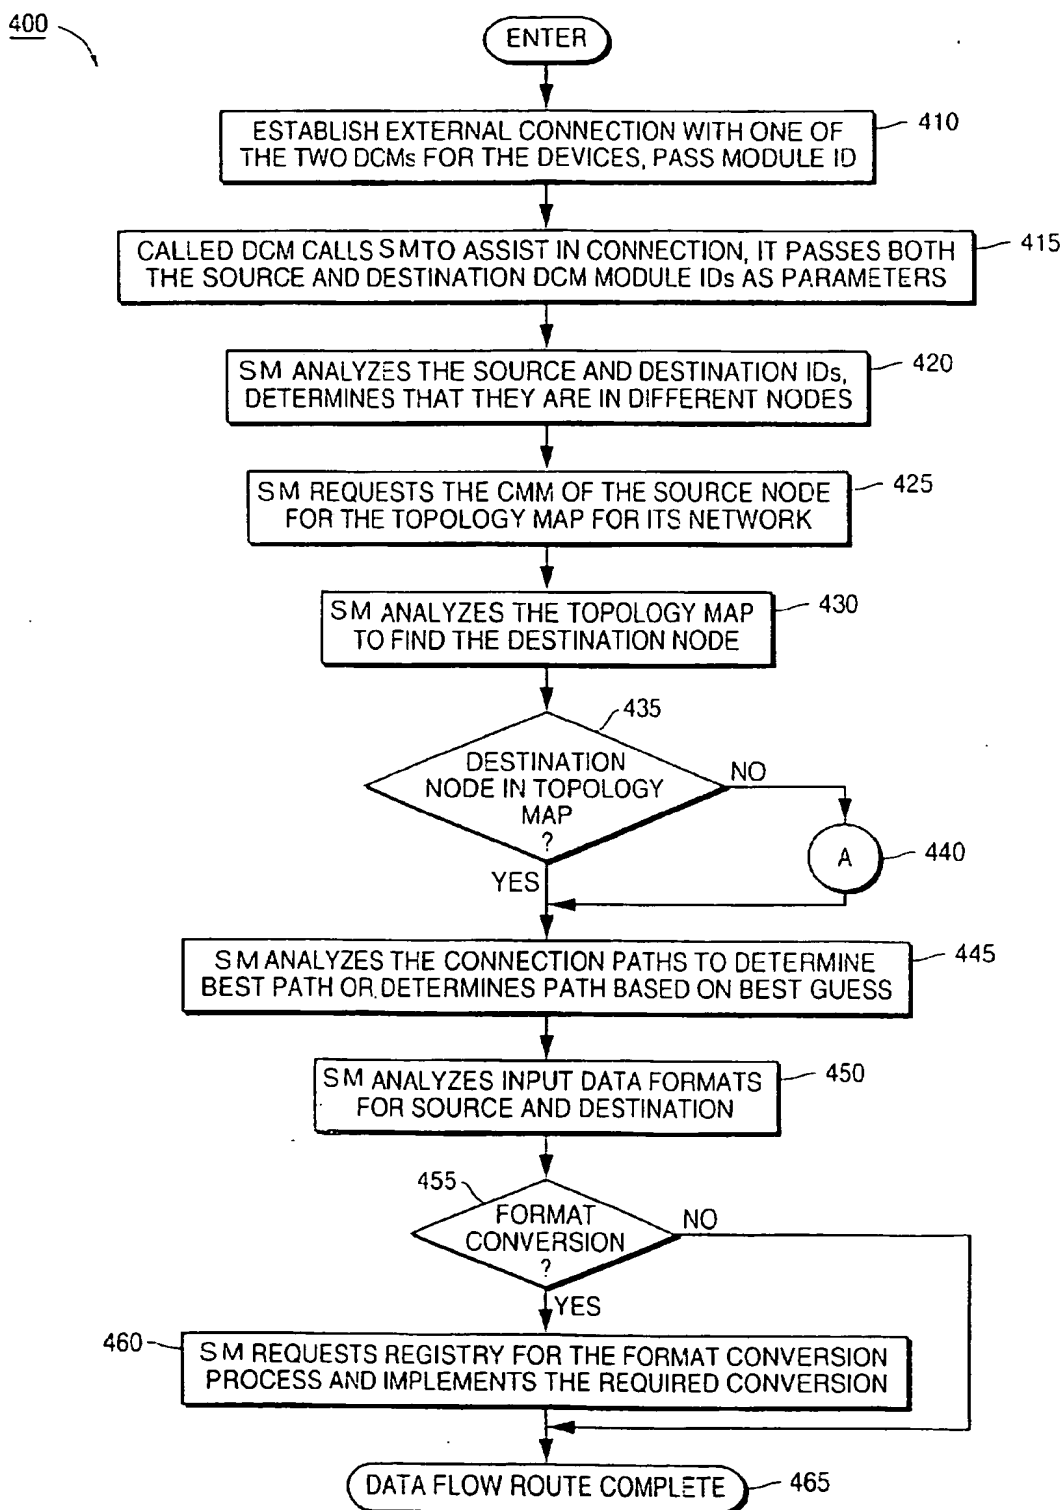 400
ENTER
ESTABLISH EXTERNAL CONNECTION WITH ONE OF
THE TWO DCMs FOR THE DEVICES, PASS MODULE ID
410
CALLED DCM CALLS SM TO ASSIST IN CONNECTION, IT PASSES BOTH
THE SOURCE AND DESTINATION DCM MODULE IDs AS PARAMETERS
415
SM ANALYZES THE SOURCE AND DESTINATION IDs,
DETERMINES THAT THEY ARE IN DIFFERENT NODES
420
SM REQUESTS THE CMM OF THE SOURCE NODE
FOR THE TOPOLOGY MAP FOR ITS NETWORK
425
SM ANALYZES THE TOPOLOGY MAP
TO FIND THE DESTINATION NODE
430
435
DESTINATION
NODE IN TOPOLOGY
MAP
?
NO
A
440
YES
SM ANALYZES THE CONNECTION PATHS TO DETERMINE
BEST PATH OR DETERMINES PATH BASED ON BEST GUESS
445
SM ANALYZES INPUT DATA FORMATS
FOR SOURCE AND DESTINATION
450
455
FORMAT
CONVERSION
?
NO
YES
460
SM REQUESTS REGISTRY FOR THE FORMAT CONVERSION
PROCESS AND IMPLEMENTS THE REQUIRED CONVERSION
DATA FLOW ROUTE COMPLETE
465